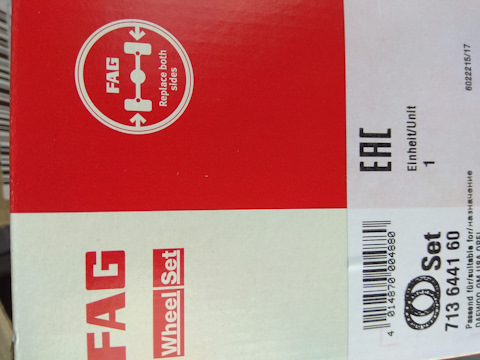 FAG
Replace both
sides
FAG
Wheel Set
EAC
Einheit/Unit
1
6022215/17
4 014870 004880
Set
713 6441 60
Passend für/suitable for/назначение